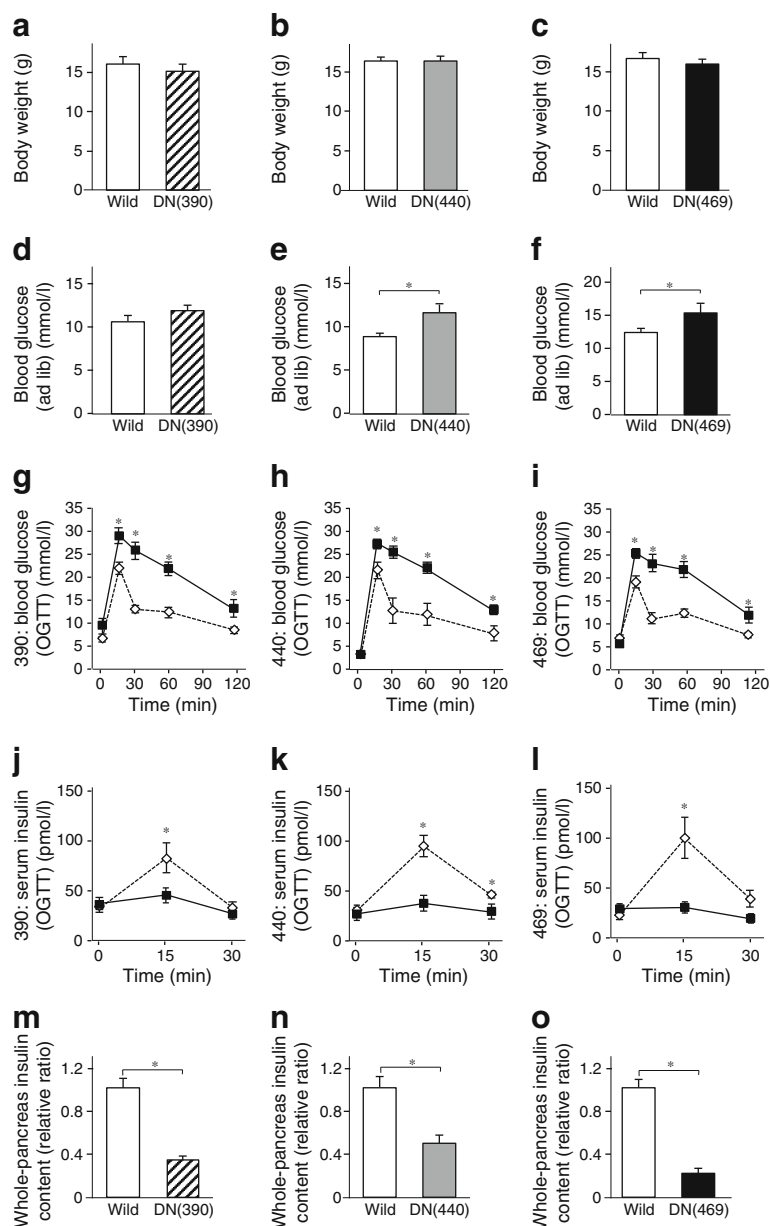 a b c
Body weight (g)
15
10
5
0
Wild DN(390)
Body weight (g)
15
10
5
0
Wild DN(440)
Body weight (g)
15
10
5
0
Wild DN(469)
d e f
Blood glucose
(ad lib) (mmol/l)
15
10
5
0
Wild DN(390)
Blood glucose
(ad lib) (mmol/l)
15
10
5
0
*
Wild DN(440)
Blood glucose
(ad lib) (mmol/l)
20
15
10
5
0
*
Wild DN(469)
g h i
390: blood glucose
(OGTT) (mmol/l)
35
30
25
20
15
10
5
0
* * * *
0 30 60 90 120
Time (min)
440: blood glucose
(OGTT) (mmol/l)
35
30
25
20
15
10
5
0
* * * *
0 30 60 90 120
Time (min)
469: blood glucose
(OGTT) (mmol/l)
35
30
25
20
15
10
5
0
* * * *
0 30 60 90 120
Time (min)
j k l
390: serum insulin
(OGTT) (pmol/l)
150
100
50
0
*
0 15 30
Time (min)
440: serum insulin
(OGTT) (pmol/l)
150
100
50
0
* *
0 15 30
Time (min)
469: serum insulin
(OGTT) (pmol/l)
150
100
50
0
*
0 15 30
Time (min)
m n o
Whole-pancreas insulin
content (relative ratio)
1.2
0.8
0.4
0
*
Wild DN(390)
Whole-pancreas insulin
content (relative ratio)
1.2
0.8
0.4
0
*
Wild DN(440)
Whole-pancreas insulin
content (relative ratio)
1.2
0.8
0.4
0
*
Wild DN(469)